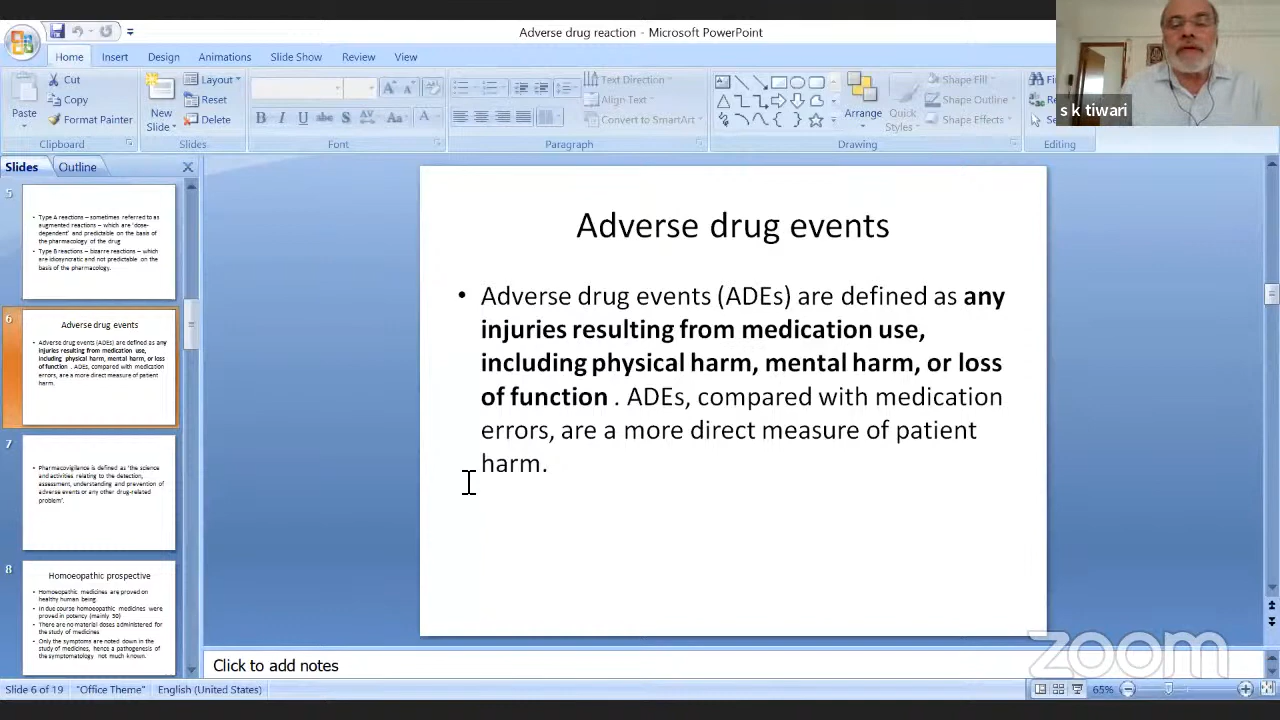 Adverse drug reaction - Microsoft PowerPoint
Home Insert Design Animations Slide Show Review View
Paste
Cut
Copy
Format Painter
Clipboard
New
Slide
Layout
Reset
Delete
Slides
B I U S
Font
Text Direction
Align Text
Convert to SmartArt
Paragraph
Arrange
Quick
Styles
Shape Fill
Shape Outline
Shape Effects
Drawing
Editing
s k tiwari
Slides Outline
5
• Type A reactions – sometimes referred to as
augmented reactions – which are 'dose-
dependent' and predictable on the basis of
the pharmacology of the drug
• Type B reactions – bizarre reactions – which
are idiosyncratic and not predictable on the
basis of the pharmacology.
6
Adverse drug events
• Adverse drug events (ADEs) are defined as any
injuries resulting from medication use,
including physical harm, mental harm, or loss
of function . ADEs, compared with medication
errors, are a more direct measure of patient
harm.
7
• Pharmacovigilance is defined as 'the science
and activities relating to the detection,
assessment, understanding and prevention of
adverse events or any other drug-related
problem'.
8
Homoeopathic prospective
• Homoeopathic medicines are proved on
healthy human being
• In due course homoeopathic medicines were
proved in potency (mainly 30)
• There are no material doses administered for
the study of medicines
• Only the symptoms are noted down in the
study of medicines, hence a pathogenesis of
the symptomatology not much known.
Adverse drug events
• Adverse drug events (ADEs) are defined as any
injuries resulting from medication use,
including physical harm, mental harm, or loss
of function . ADEs, compared with medication
errors, are a more direct measure of patient
harm.
Click to add notes
zoom
Slide 6 of 19 "Office Theme" English (United States) 65%